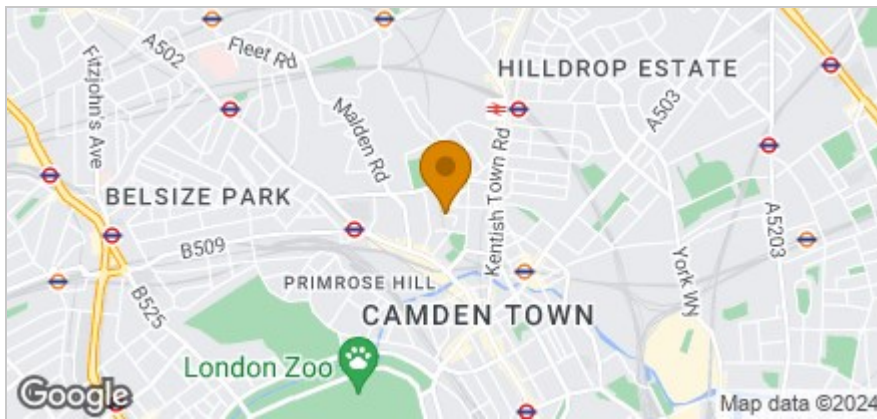 A502
Fleet Rd
Fitzjohn's Ave
HILLDROP ESTATE
Malden Rd
A503
Kentish Town Rd
BELSIZE PARK
A5203
B509
PRIMROSE HILL
York Wy
B525
CAMDEN TOWN
London Zoo
Google
Map data ©2024